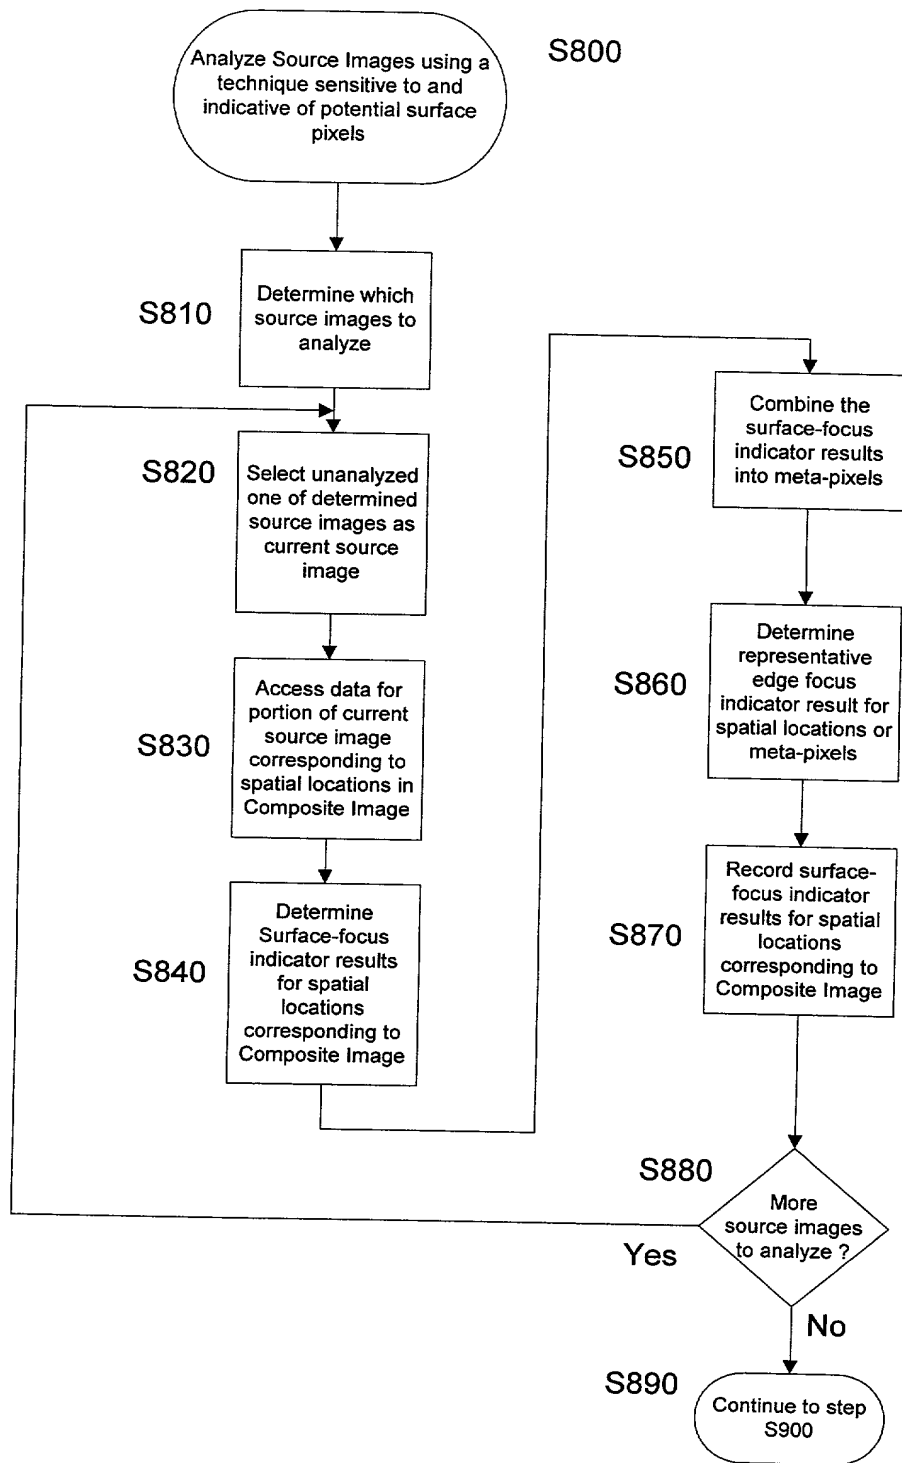 S800
Analyze Source Images using a
technique sensitive to and
indicative of potential surface
pixels
S810
Determine which
source images to
analyze
S820
Select unanalyzed
one of determined
source images as
current source
image
S830
Access data for
portion of current
source image
corresponding to
spatial locations in
Composite Image
S840
Determine
Surface-focus
indicator results
for spatial
locations
corresponding to
Composite Image
S850
Combine the
surface-focus
indicator results
into meta-pixels
S860
Determine
representative
edge focus
indicator result for
spatial locations or
meta-pixels
S870
Record surface-
focus indicator
results for spatial
locations
corresponding to
Composite Image
S880
More
source images
to analyze ?
Yes
No
S890
Continue to step
S900